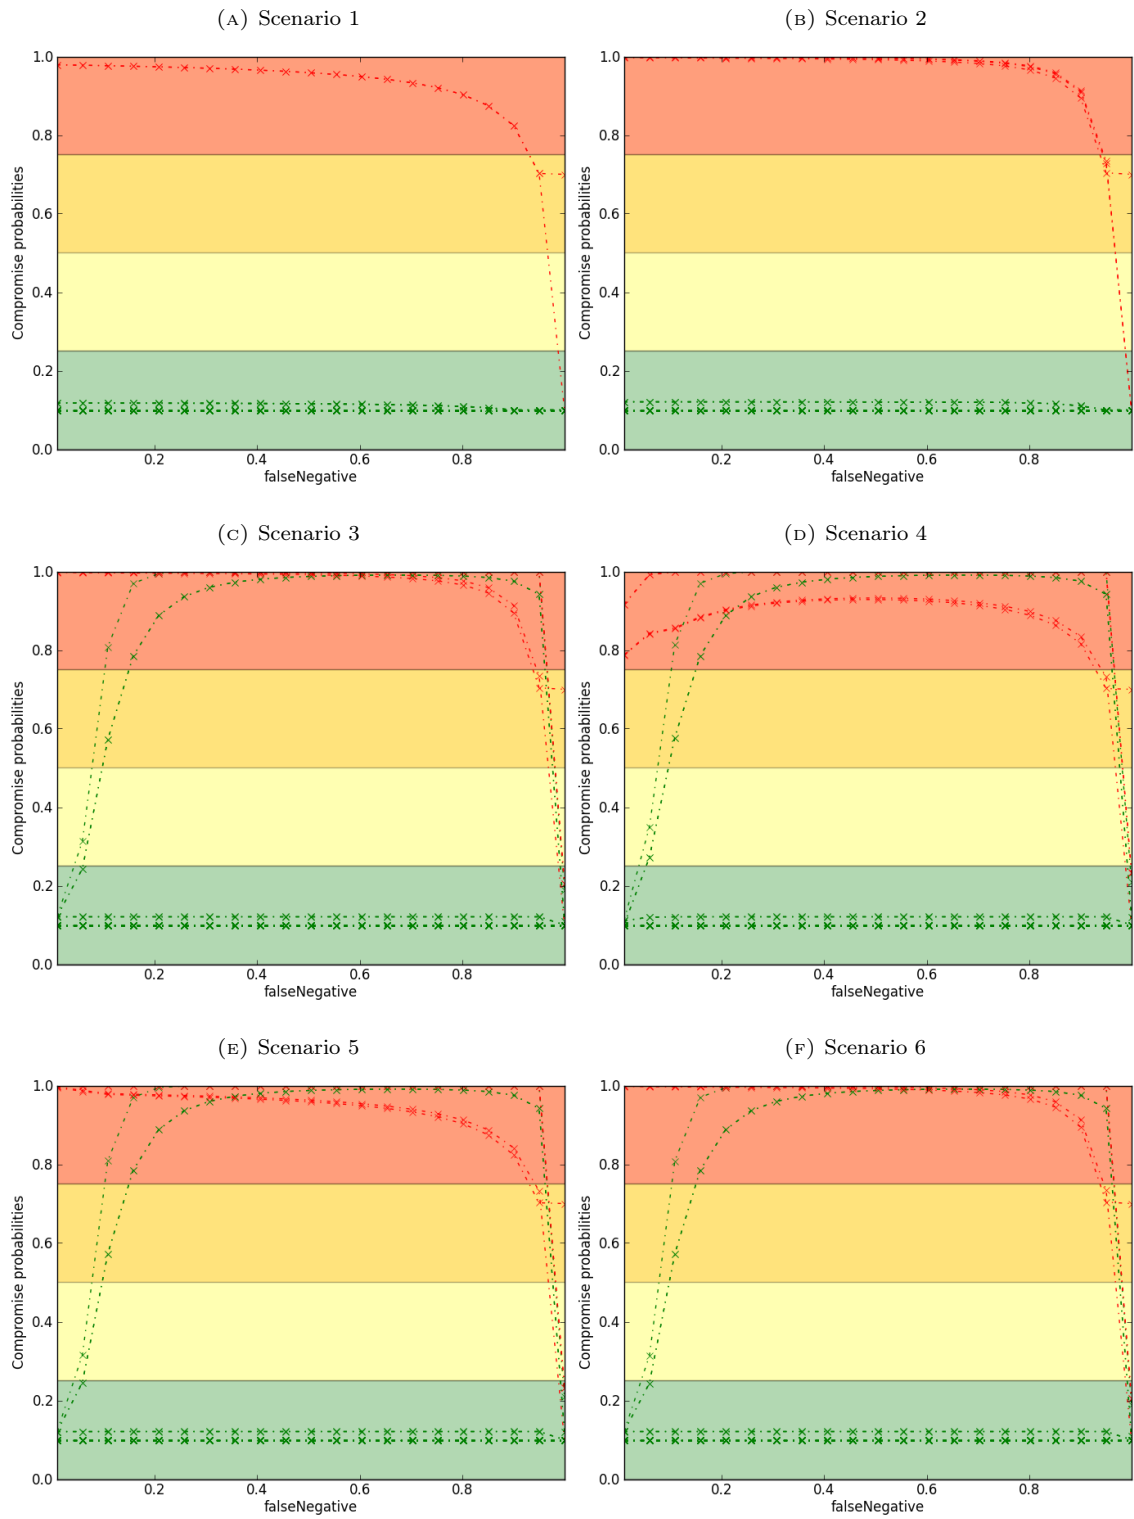 (A) Scenario 1
(B) Scenario 2
1.0
0.8
0.6
0.4
0.2
0.0
Compromise probabilities
0.2 0.4 0.6 0.8
falseNegative
1.0
0.8
0.6
0.4
0.2
0.0
Compromise probabilities
0.2 0.4 0.6 0.8
falseNegative
(C) Scenario 3
(D) Scenario 4
1.0
0.8
0.6
0.4
0.2
0.0
Compromise probabilities
0.2 0.4 0.6 0.8
falseNegative
1.0
0.8
0.6
0.4
0.2
0.0
Compromise probabilities
0.2 0.4 0.6 0.8
falseNegative
(E) Scenario 5
(F) Scenario 6
1.0
0.8
0.6
0.4
0.2
0.0
Compromise probabilities
0.2 0.4 0.6 0.8
falseNegative
1.0
0.8
0.6
0.4
0.2
0.0
Compromise probabilities
0.2 0.4 0.6 0.8
falseNegative